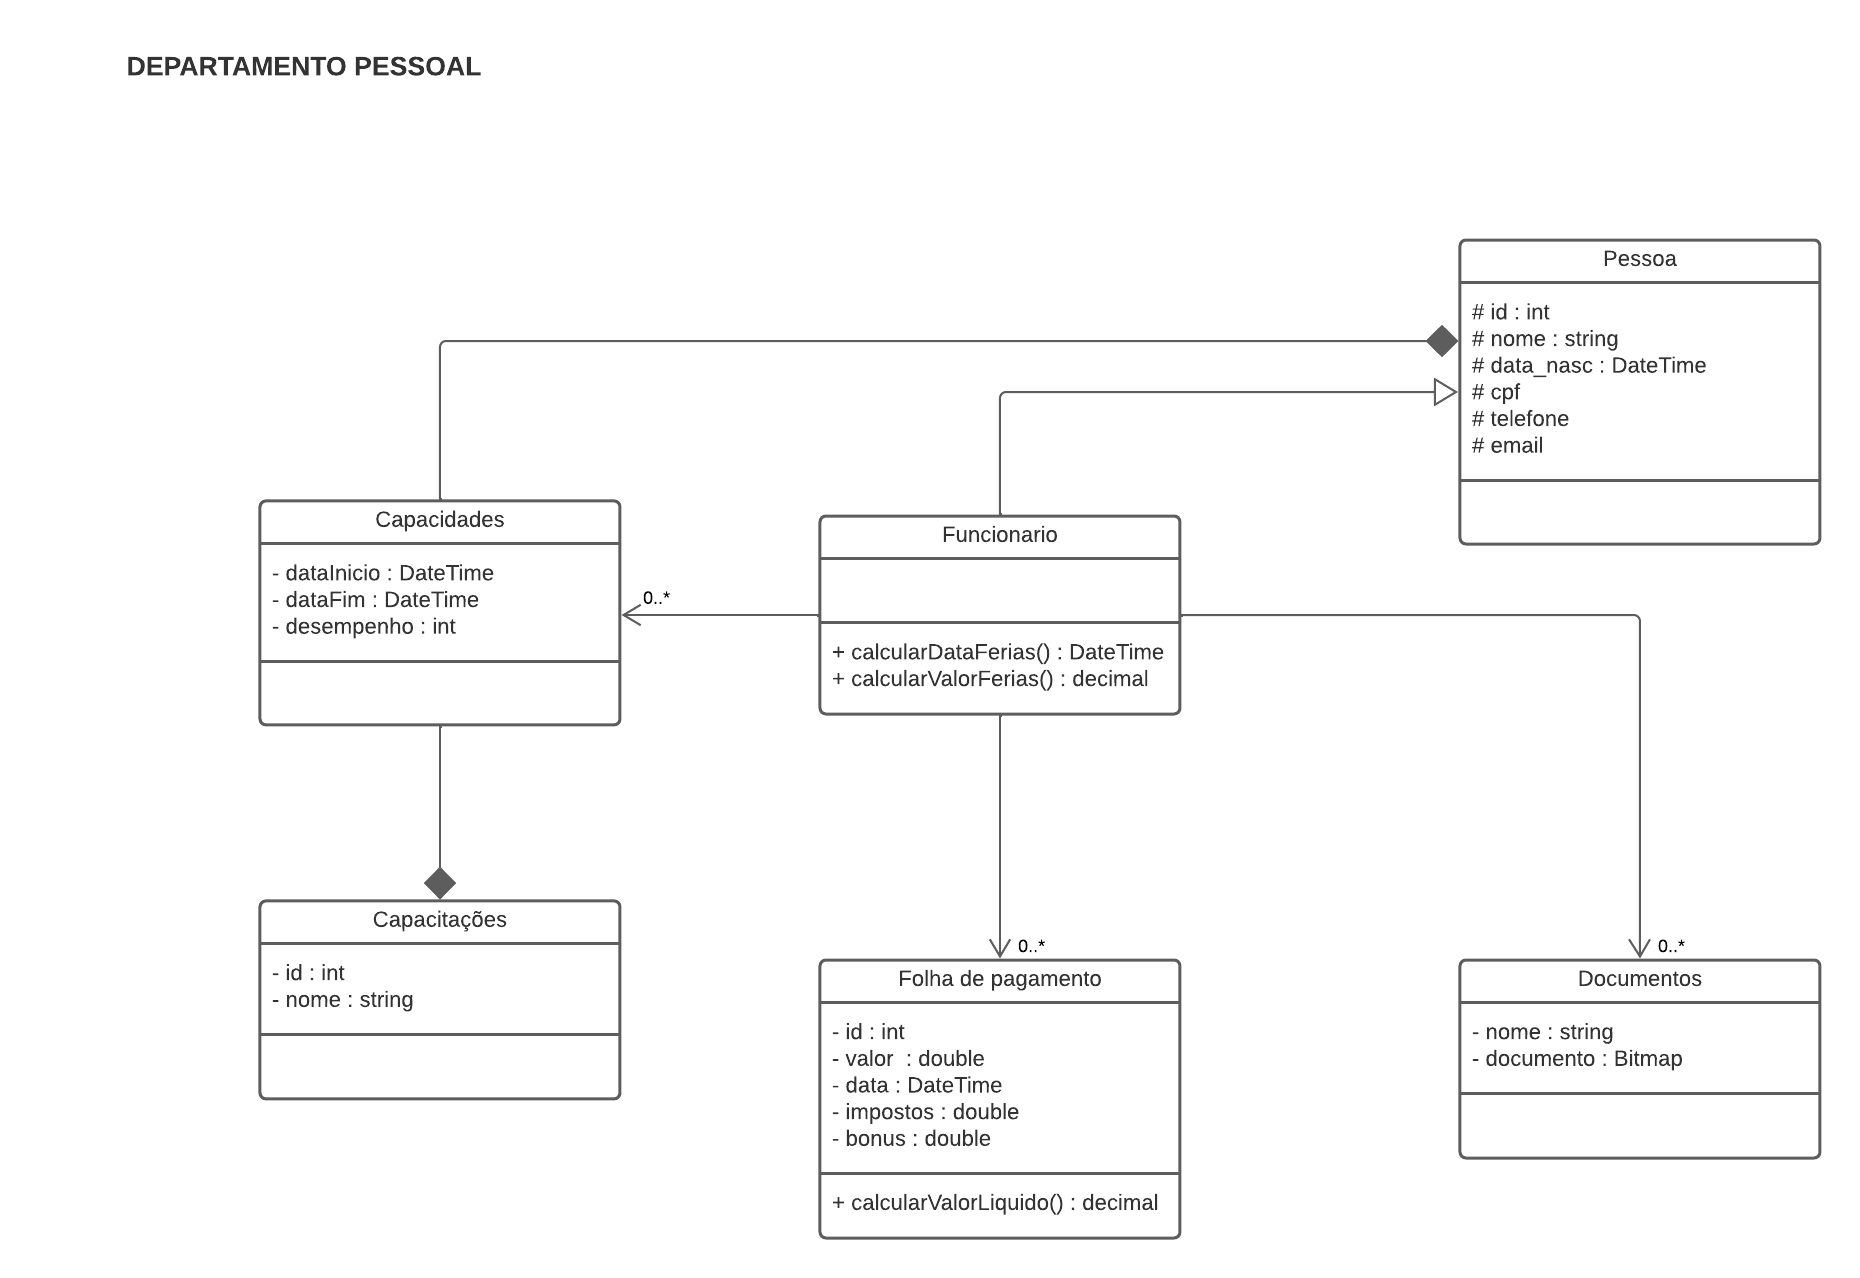 DEPARTAMENTO PESSOAL
Pessoa
# id : int
# nome : string
# data_nasc : DateTime
# cpf
# telefone
# email
Capacidades
- dataInicio : DateTime
- dataFim : DateTime
- desempenho : int
0..*
Funcionario
+ calcularDataFerias() : DateTime
+ calcularValorFerias() : decimal
Capacitações
- id : int
- nome : string
0..*
Folha de pagamento
- id : int
- valor  : double
- data : DateTime
- impostos : double
- bonus : double
+ calcularValorLiquido() : decimal
0..*
Documentos
- nome : string
- documento : Bitmap